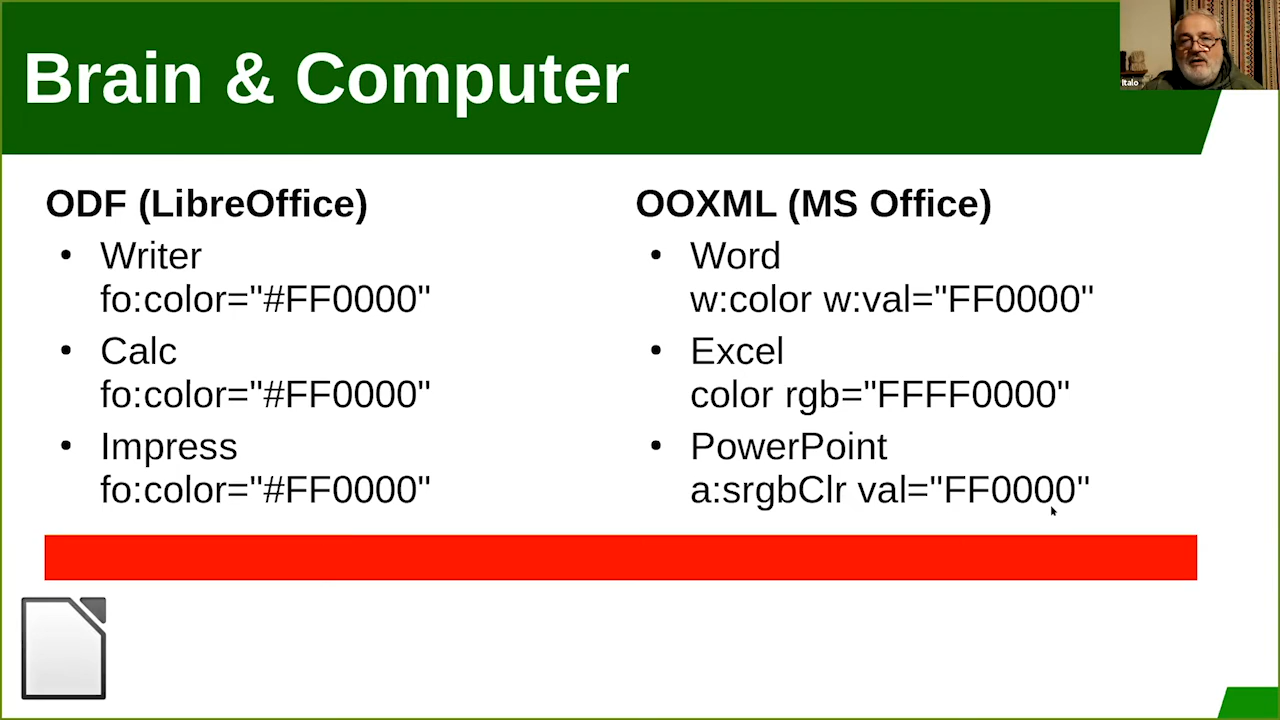 Brain & Computer
Italo
ODF (LibreOffice)
• Writer
fo:color="#FF0000"
• Calc
fo:color="#FF0000"
• Impress
fo:color="#FF0000"
OOXML (MS Office)
• Word
w:color w:val="FF0000"
• Excel
color rgb="FFFF0000"
• PowerPoint
a:srgbClr val="FF0000"